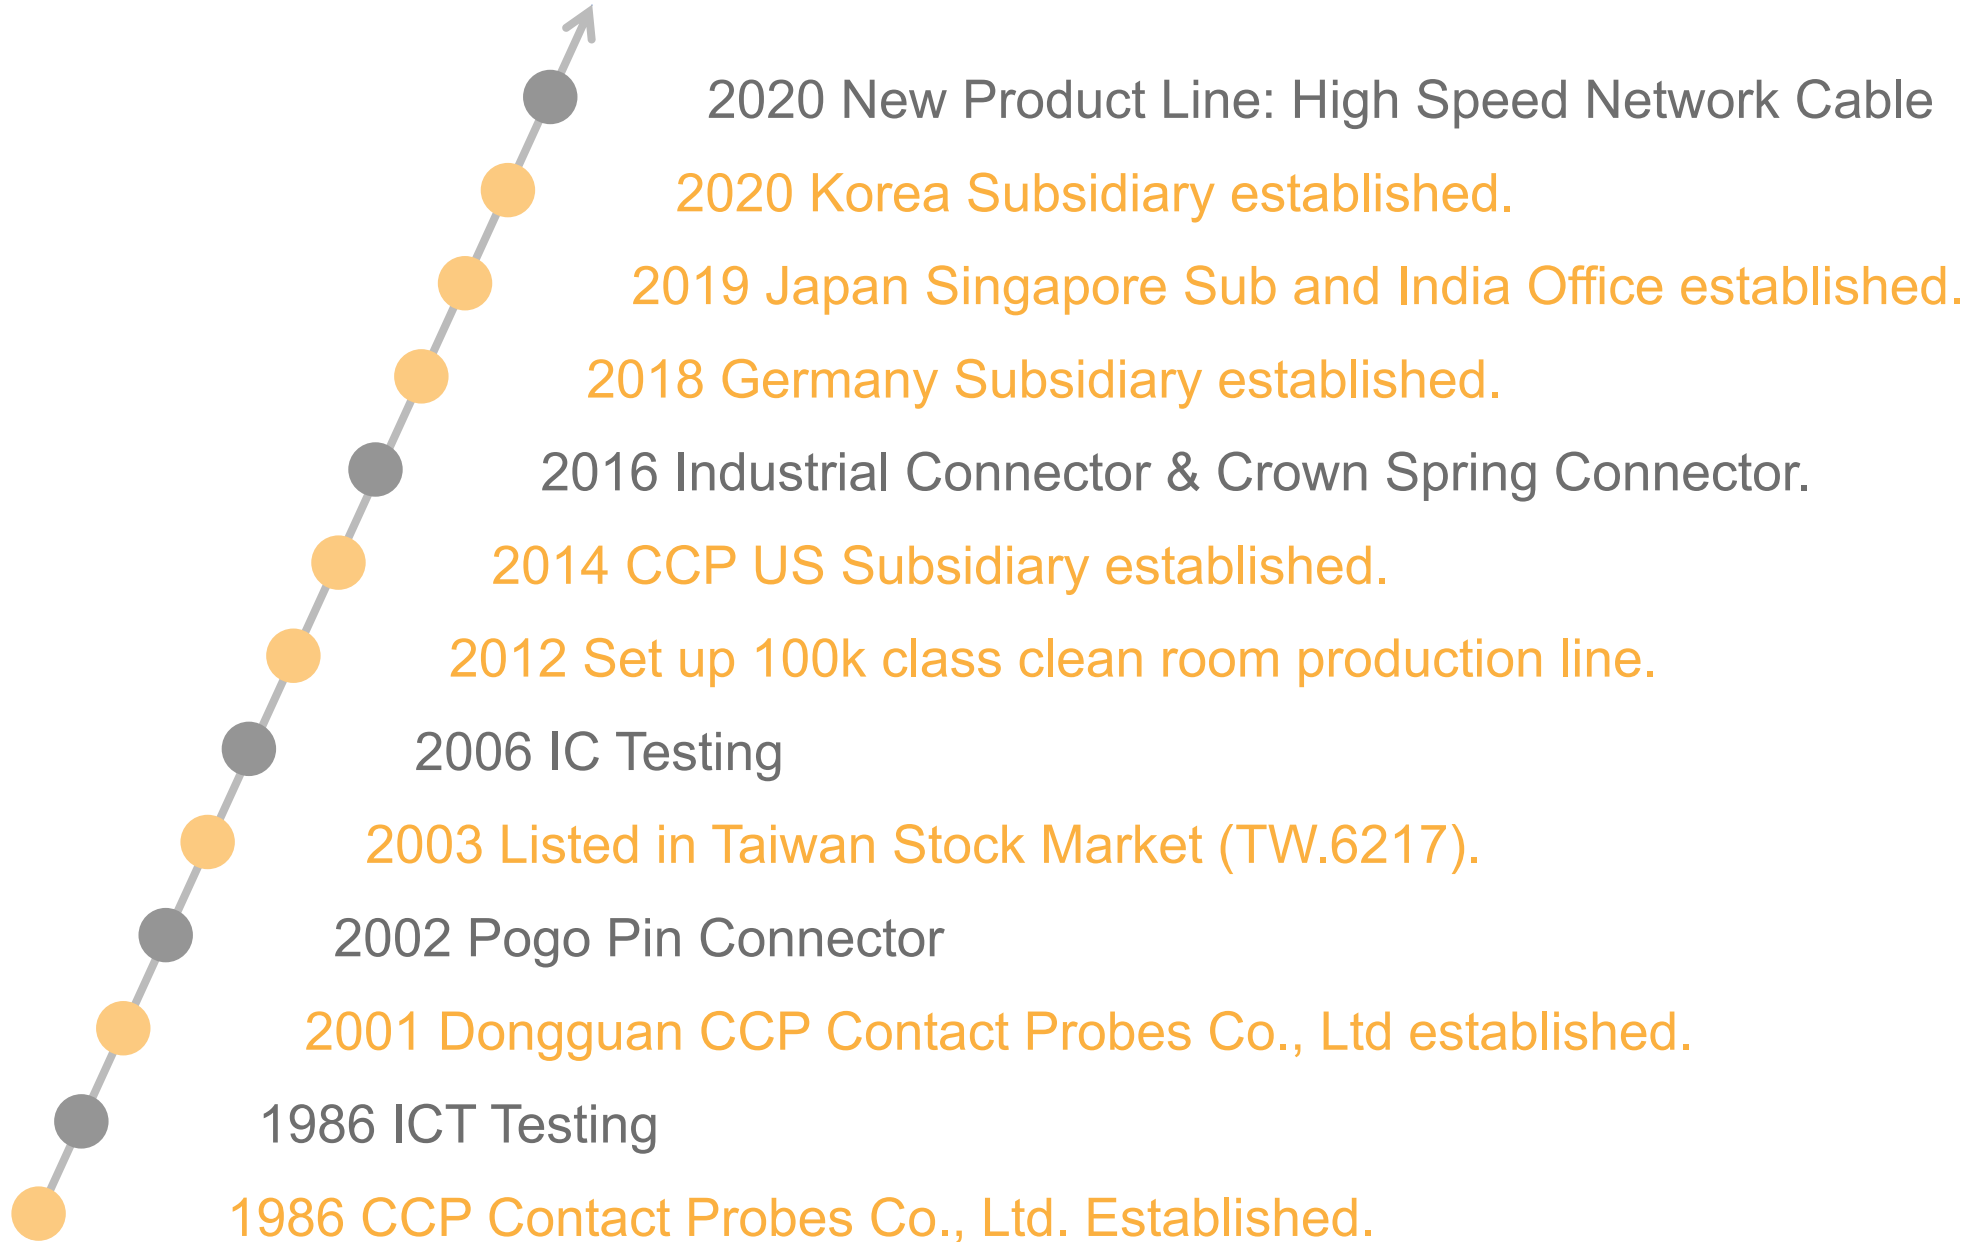 2020 New Product Line: High Speed Network Cable
2020 Korea Subsidiary established.
2019 Japan Singapore Sub and India Office established.
2018 Germany Subsidiary established.
2016 Industrial Connector & Crown Spring Connector.
2014 CCP US Subsidiary established.
2012 Set up 100k class clean room production line.
2006 IC Testing
2003 Listed in Taiwan Stock Market (TW.6217).
2002 Pogo Pin Connector
2001 Dongguan CCP Contact Probes Co., Ltd established.
1986 ICT Testing
1986 CCP Contact Probes Co., Ltd. Established.